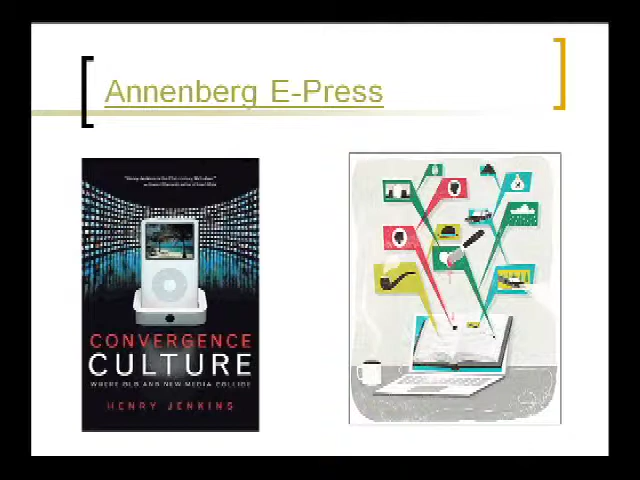 Annenberg E-Press
CONVERGENCE
CULTURE
WHERE OLD AND NEW MEDIA COLLIDE
HENRY JENKINS